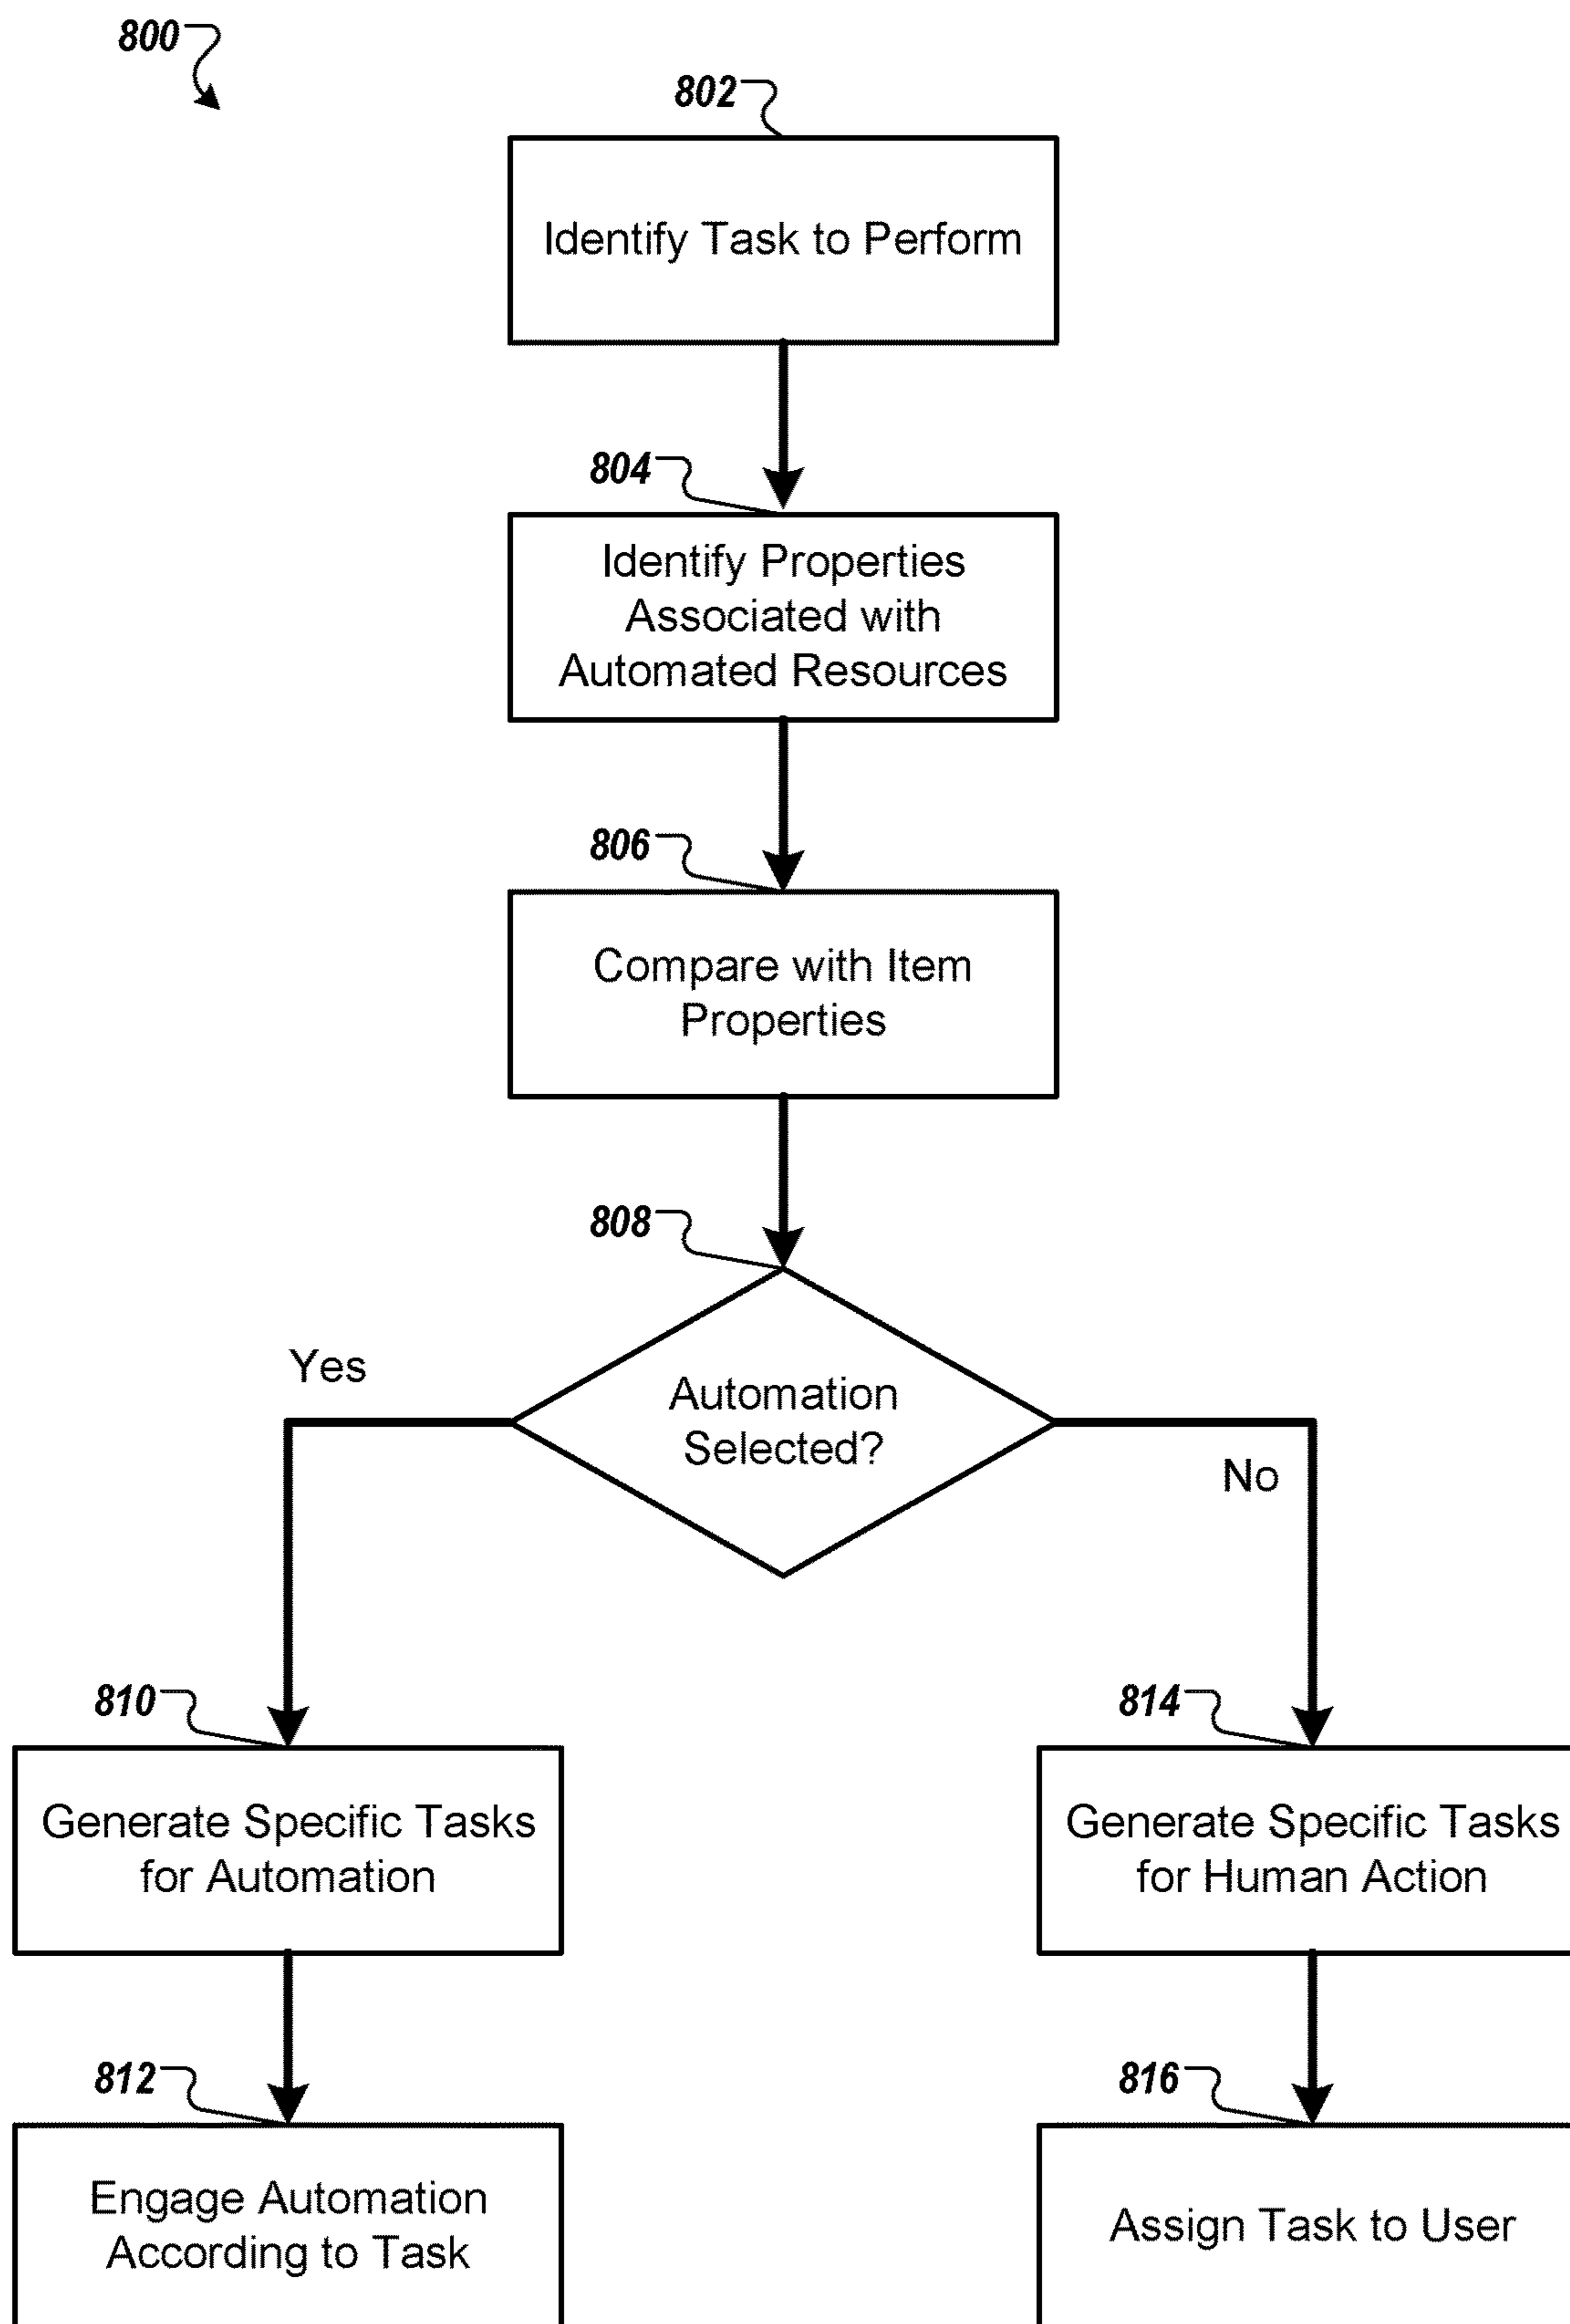 800
802
Identify Task to Perform
804
Identify Properties
Associated with
Automated Resources
806
Compare with Item
Properties
808
Automation
Selected?
Yes
No
810
Generate Specific Tasks
for Automation
814
Generate Specific Tasks
for Human Action
812
Engage Automation
According to Task
816
Assign Task to User